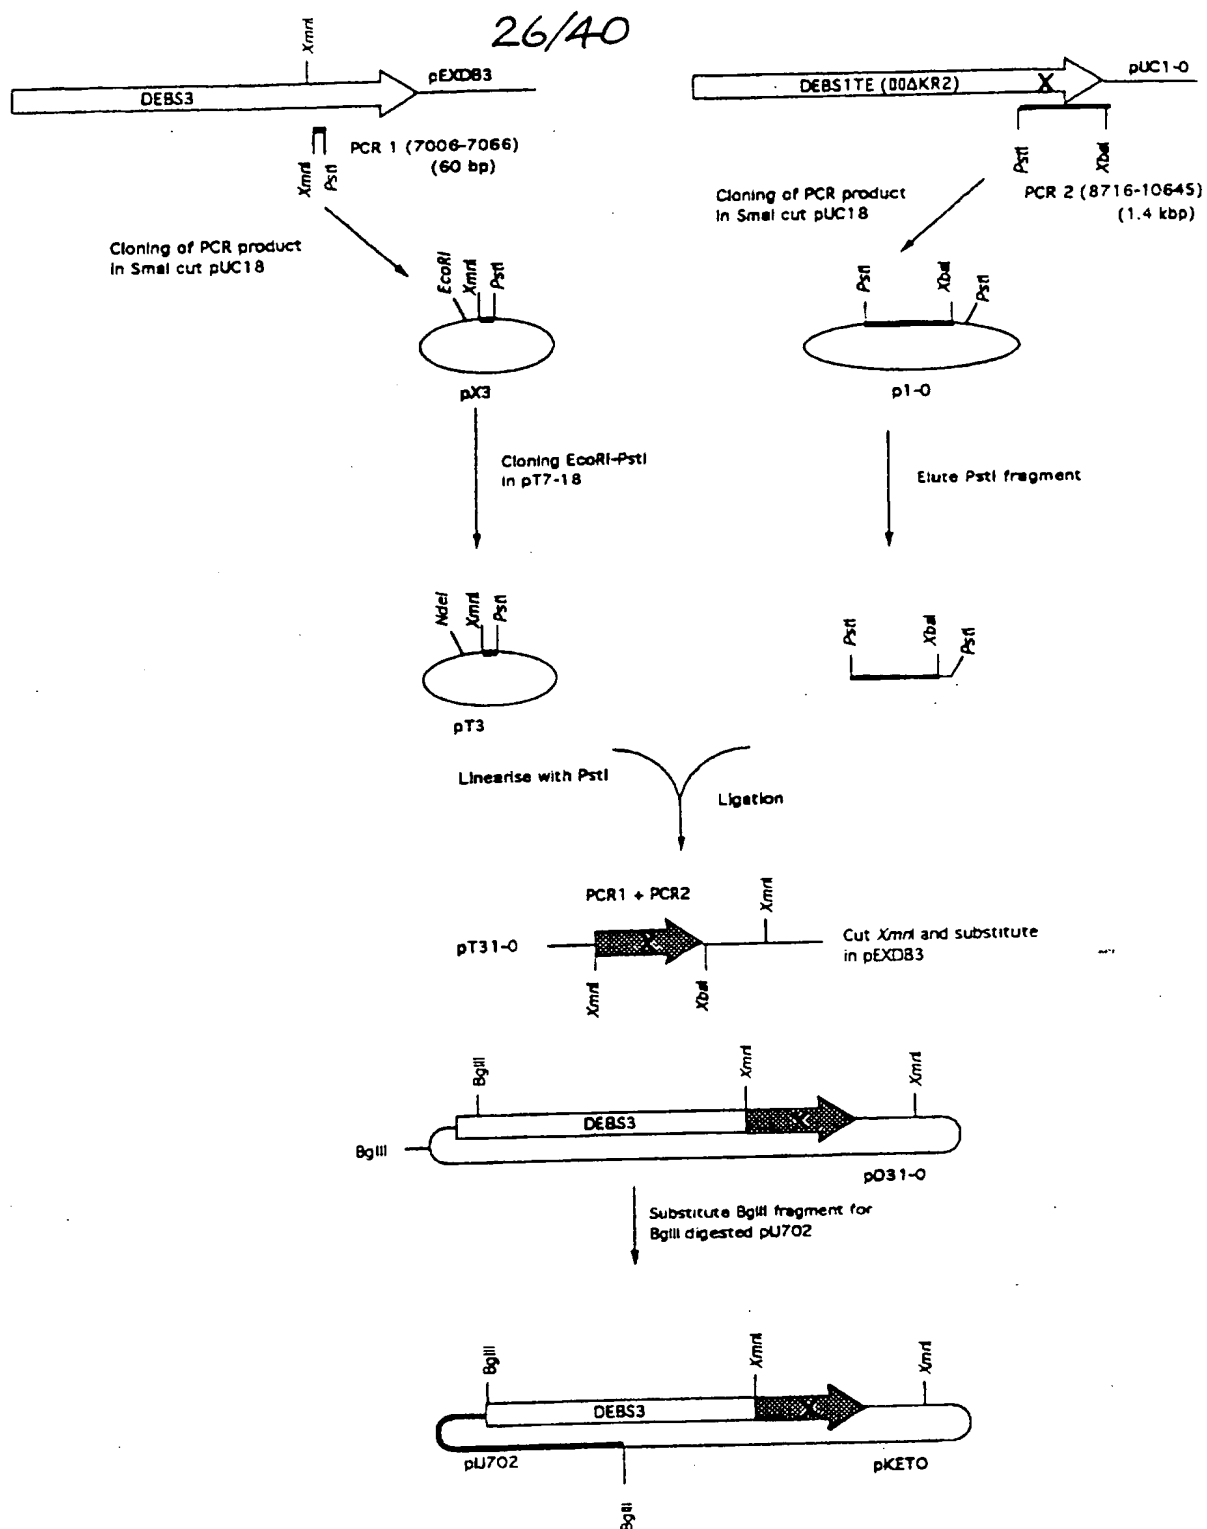 26/40
XmnI
pEXDB3
DEBS3
PCR 1 (7006-7066)
(60 bp)
XmnI
PstI
Cloning of PCR product
in SmaI cut pUC18
pUC1-0
DEBS1TE (▯▯ΔKR2)
X
PstI
XbaI
PCR 2 (8716-10645)
(1.4 kbp)
Cloning of PCR product
in SmaI cut pUC18
EcoRI
XmnI
PstI
pX3
PstI
XbaI
PstI
p1-0
Cloning EcoRI-PstI
in pT7-18
Elute PstI fragment
NdeI
XmnI
PstI
pT3
PstI
XbaI
PstI
Linearise with PstI
Ligation
PCR1 + PCR2
XmnI
pT31-0
X
XmnI
XbaI
Cut XmnI and substitute
in pEXDB3
BglII
XmnI
XmnI
DEBS3
X
BglII
pD31-0
Substitute BglII fragment for
BglII digested pIJ702
BglII
XmnI
XmnI
DEBS3
X
pIJ702
pKETO
BglII